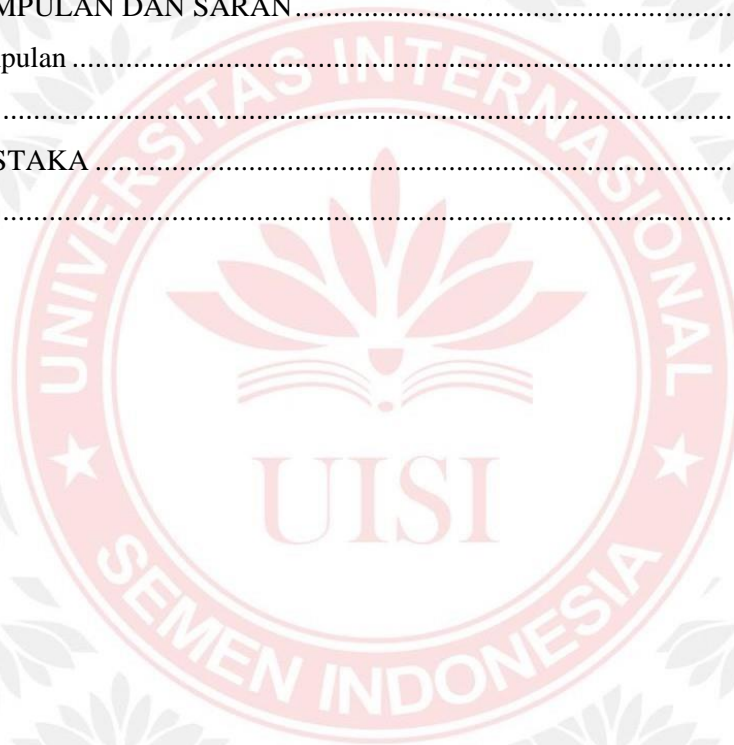 MPULAN DAN SARAN................................................................
pulan ................................................................................................
.........................................................................................................
STAKA .............................................................................................
.........................................................................................................
UNIVERSITAS INTERNASIONAL
UISI
SEMEN INDONESIA